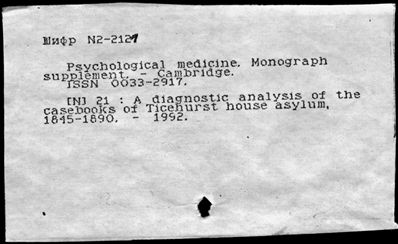 Шифр N2-2127
Psychological medicine. Monograph
supplement. - Cambridge.
ISSN 0033-2917.
[N] 21 : A diagnostic analysis of the
casebooks of Ticehurst house asylum,
1845-1890. - 1992.